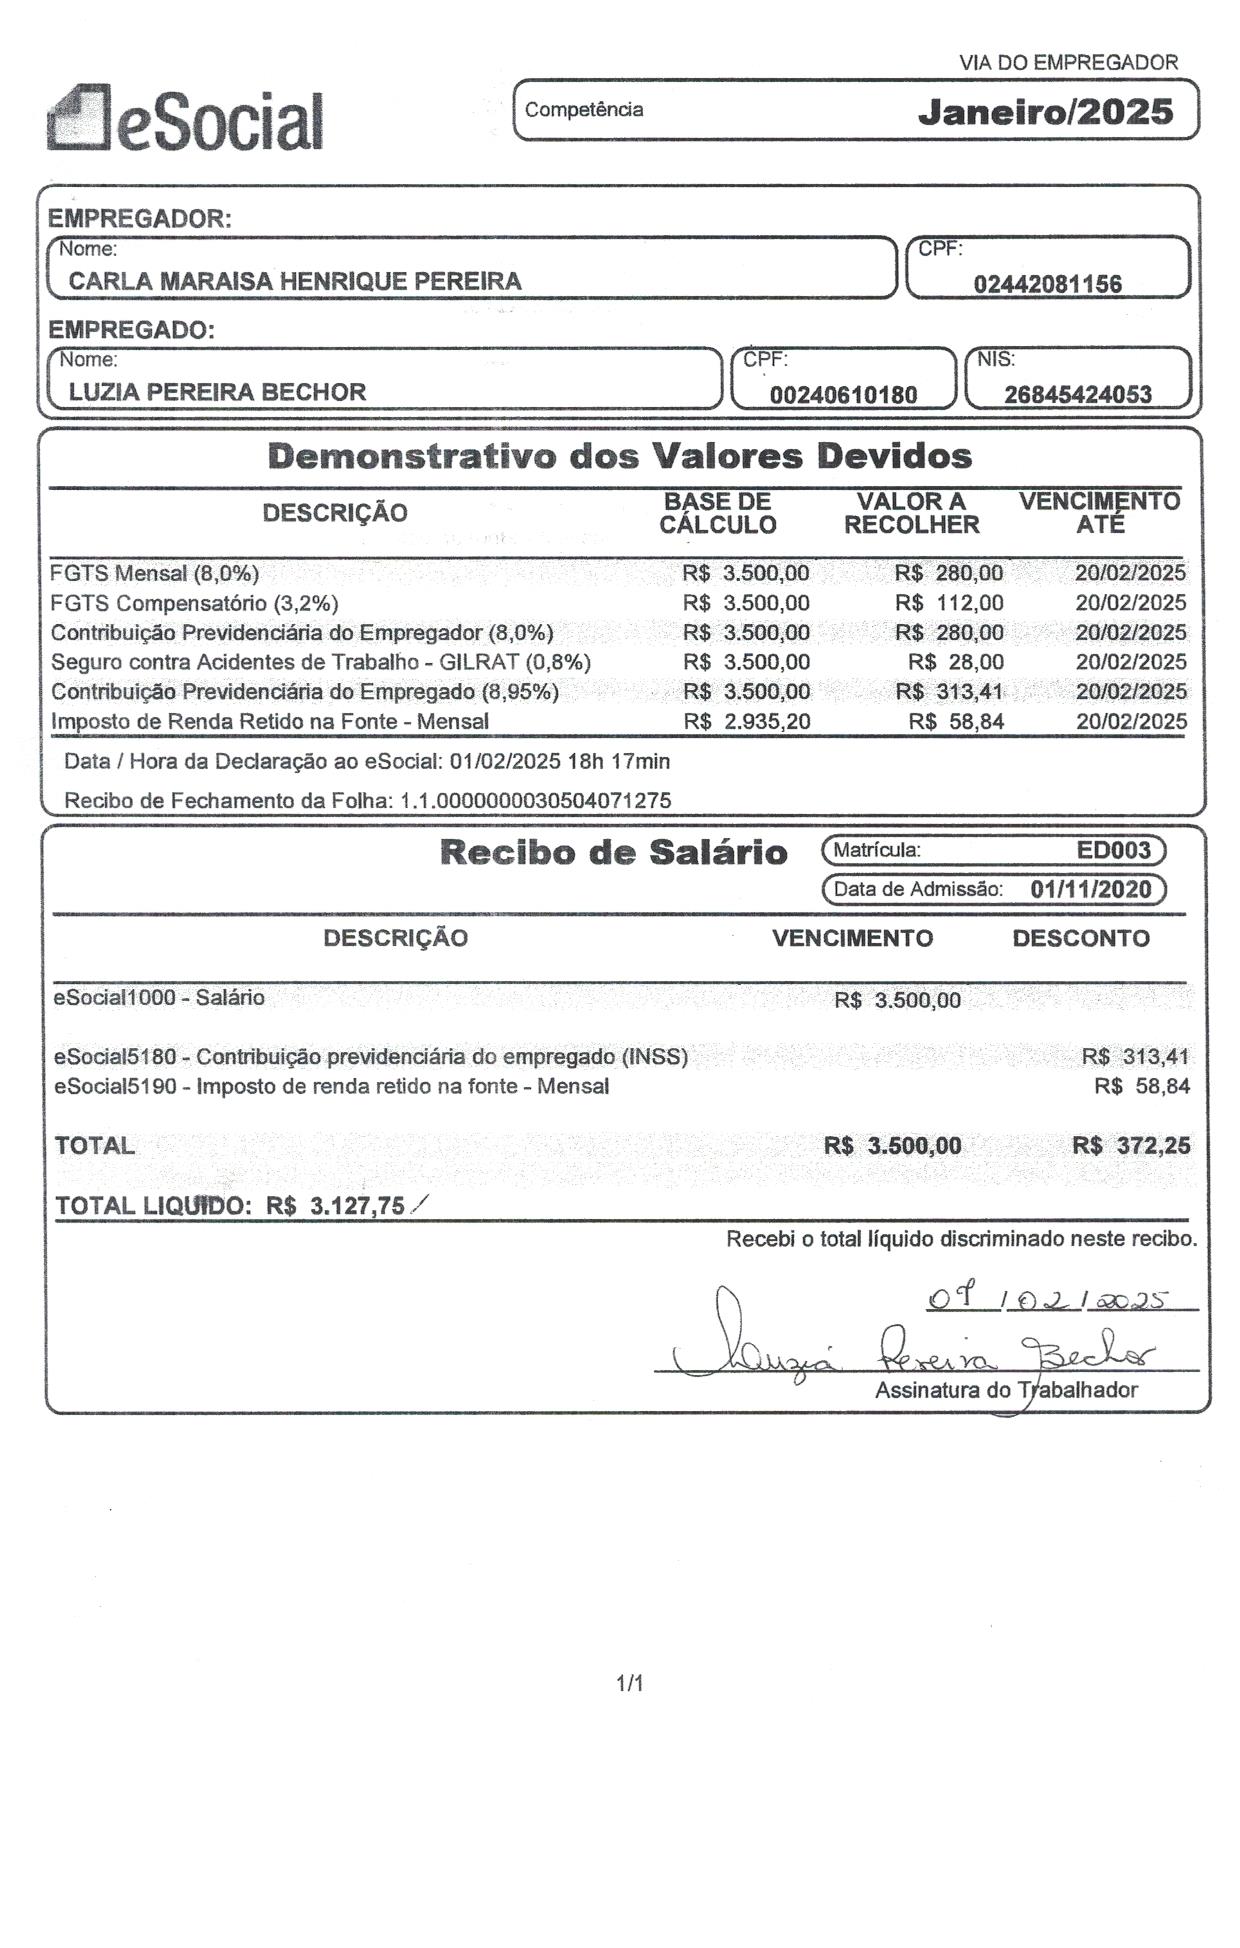 VIA DO EMPREGADOR
eSocial
Competência Janeiro/2025
EMPREGADOR:
Nome: CPF:
CARLA MARAISA HENRIQUE PEREIRA 02442081156
EMPREGADO:
Nome: CPF: NIS:
LUZIA PEREIRA BECHOR 00240610180 26845424053
Demonstrativo dos Valores Devidos
DESCRIÇÃO BASE DE CÁLCULO VALOR A RECOLHER VENCIMENTO ATÉ
FGTS Mensal (8,0%) R$ 3.500,00 R$ 280,00 20/02/2025
FGTS Compensatório (3,2%) R$ 3.500,00 R$ 112,00 20/02/2025
Contribuição Previdenciária do Empregador (8,0%) R$ 3.500,00 R$ 280,00 20/02/2025
Seguro contra Acidentes de Trabalho - GILRAT (0,8%) R$ 3.500,00 R$ 28,00 20/02/2025
Contribuição Previdenciária do Empregado (8,95%) R$ 3.500,00 R$ 313,41 20/02/2025
Imposto de Renda Retido na Fonte - Mensal R$ 2.935,20 R$ 58,84 20/02/2025
Data / Hora da Declaração ao eSocial: 01/02/2025 18h 17min
Recibo de Fechamento da Folha: 1.1.0000000030504071275
Recibo de Salário
Matrícula: ED003
Data de Admissão: 01/11/2020
DESCRIÇÃO VENCIMENTO DESCONTO
eSocial1000 - Salário R$ 3.500,00
eSocial5180 - Contribuição previdenciária do empregado (INSS) R$ 313,41
eSocial5190 - Imposto de renda retido na fonte - Mensal R$ 58,84
TOTAL R$ 3.500,00 R$ 372,25
TOTAL LIQUIDO: R$ 3.127,75
Recebi o total líquido discriminado neste recibo.
/02/2025
Luzia Pereira Bechor
Assinatura do Trabalhador
1/1